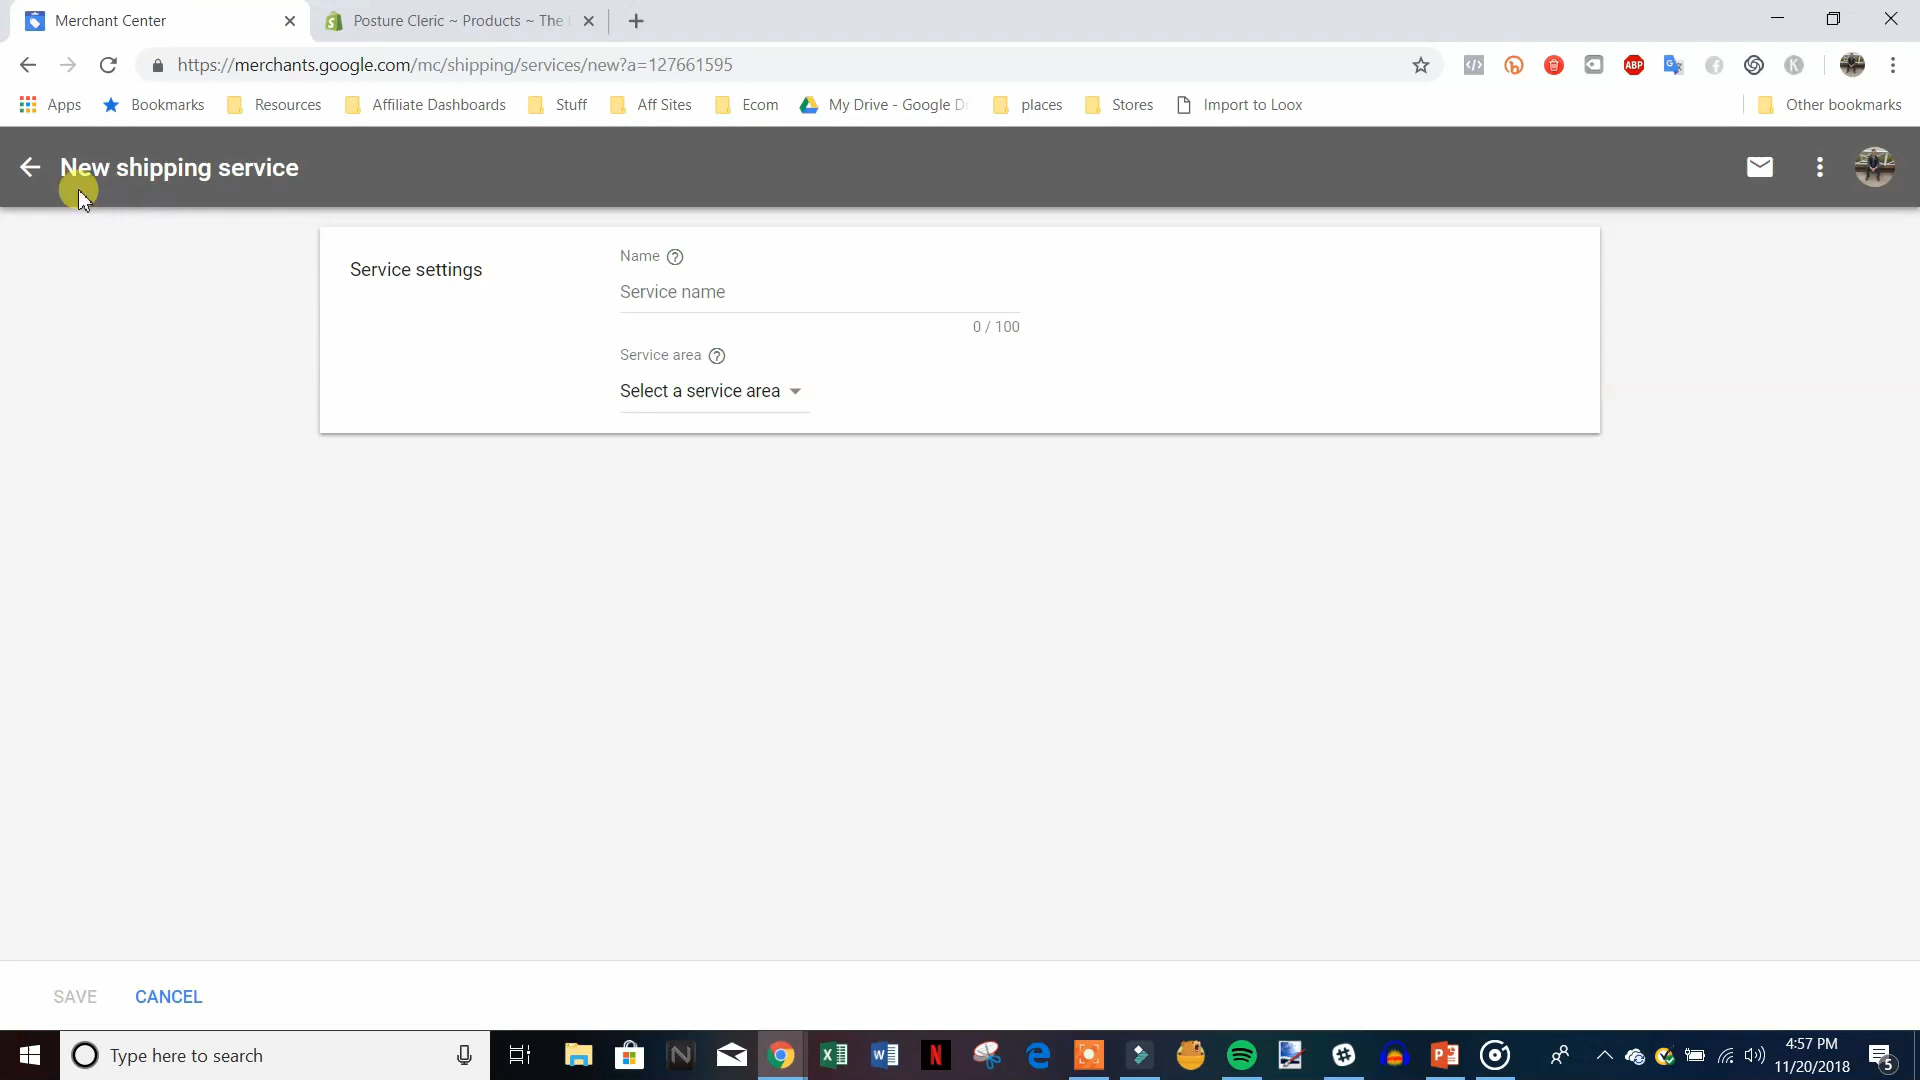 Merchant Center
Posture Cleric ~ Products ~ The
https://merchants.google.com/mc/shipping/services/new?a=127661595
ABP
Apps
Bookmarks
Resources
Affiliate Dashboards
Stuff
Aff Sites
Ecom
My Drive - Google D
places
Stores
Import to Loox
Other bookmarks
New shipping service
Service settings
Name
Service name
0 / 100
Service area
Select a service area
SAVE
CANCEL
Type here to search
4:57 PM
11/20/2018
5